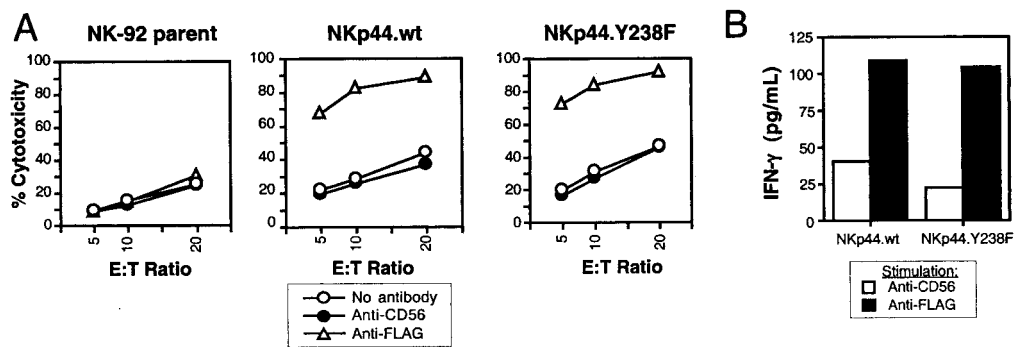 A
NK-92 parent
NKp44.wt
NKp44.Y238F
% Cytotoxicity
100
80
60
40
20
0
5
10
20
100
80
60
40
20
0
5
10
20
100
80
60
40
20
0
5
10
20
E:T Ratio
E:T Ratio
E:T Ratio
No antibody
Anti-CD56
Anti-FLAG
B
IFN-γ (pg/mL)
125
100
75
50
25
0
NKp44.wt
NKp44.Y238F
Stimulation:
Anti-CD56
Anti-FLAG